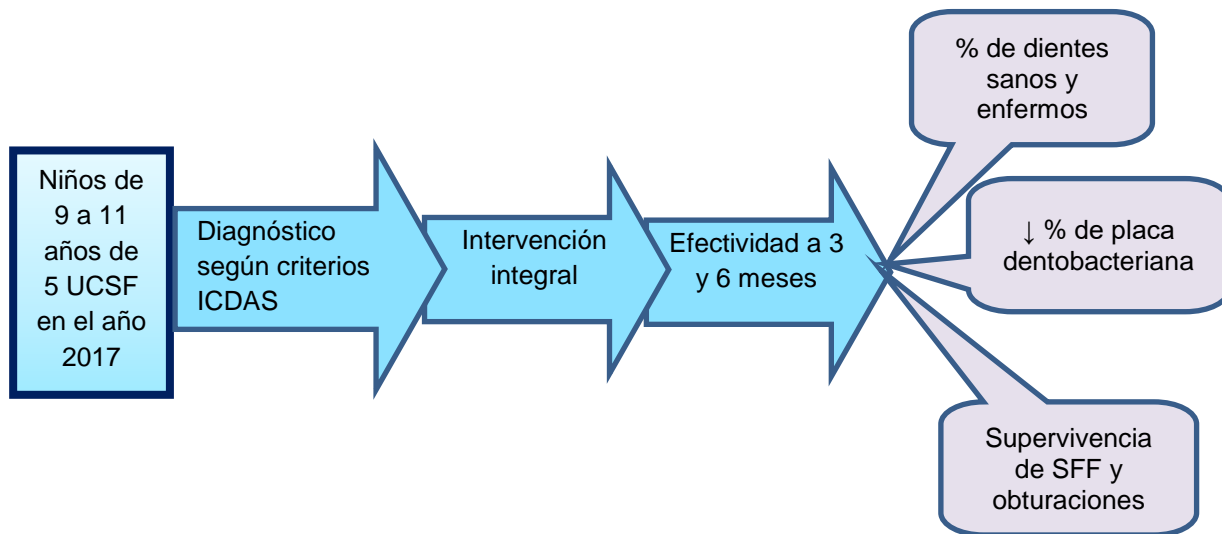 Niños de
9 a 11
años de
5 UCSF
en el año
2017
Diagnóstico
según criterios
ICDAS
Intervención
integral
Efectividad a 3
y 6 meses
% de dientes
sanos y
enfermos
↓ % de placa
dentobacteriana
Supervivencia
de SFF y
obturaciones